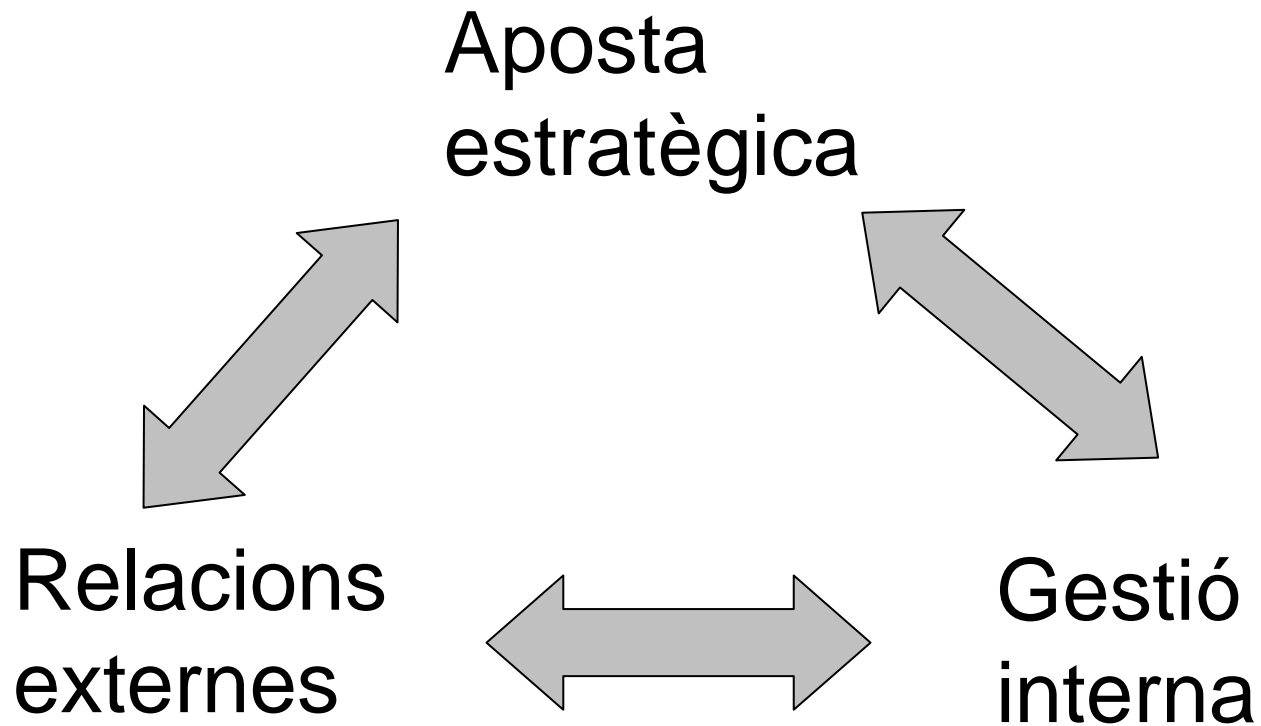 Aposta
estratègica
Relacions
externes
Gestió
interna